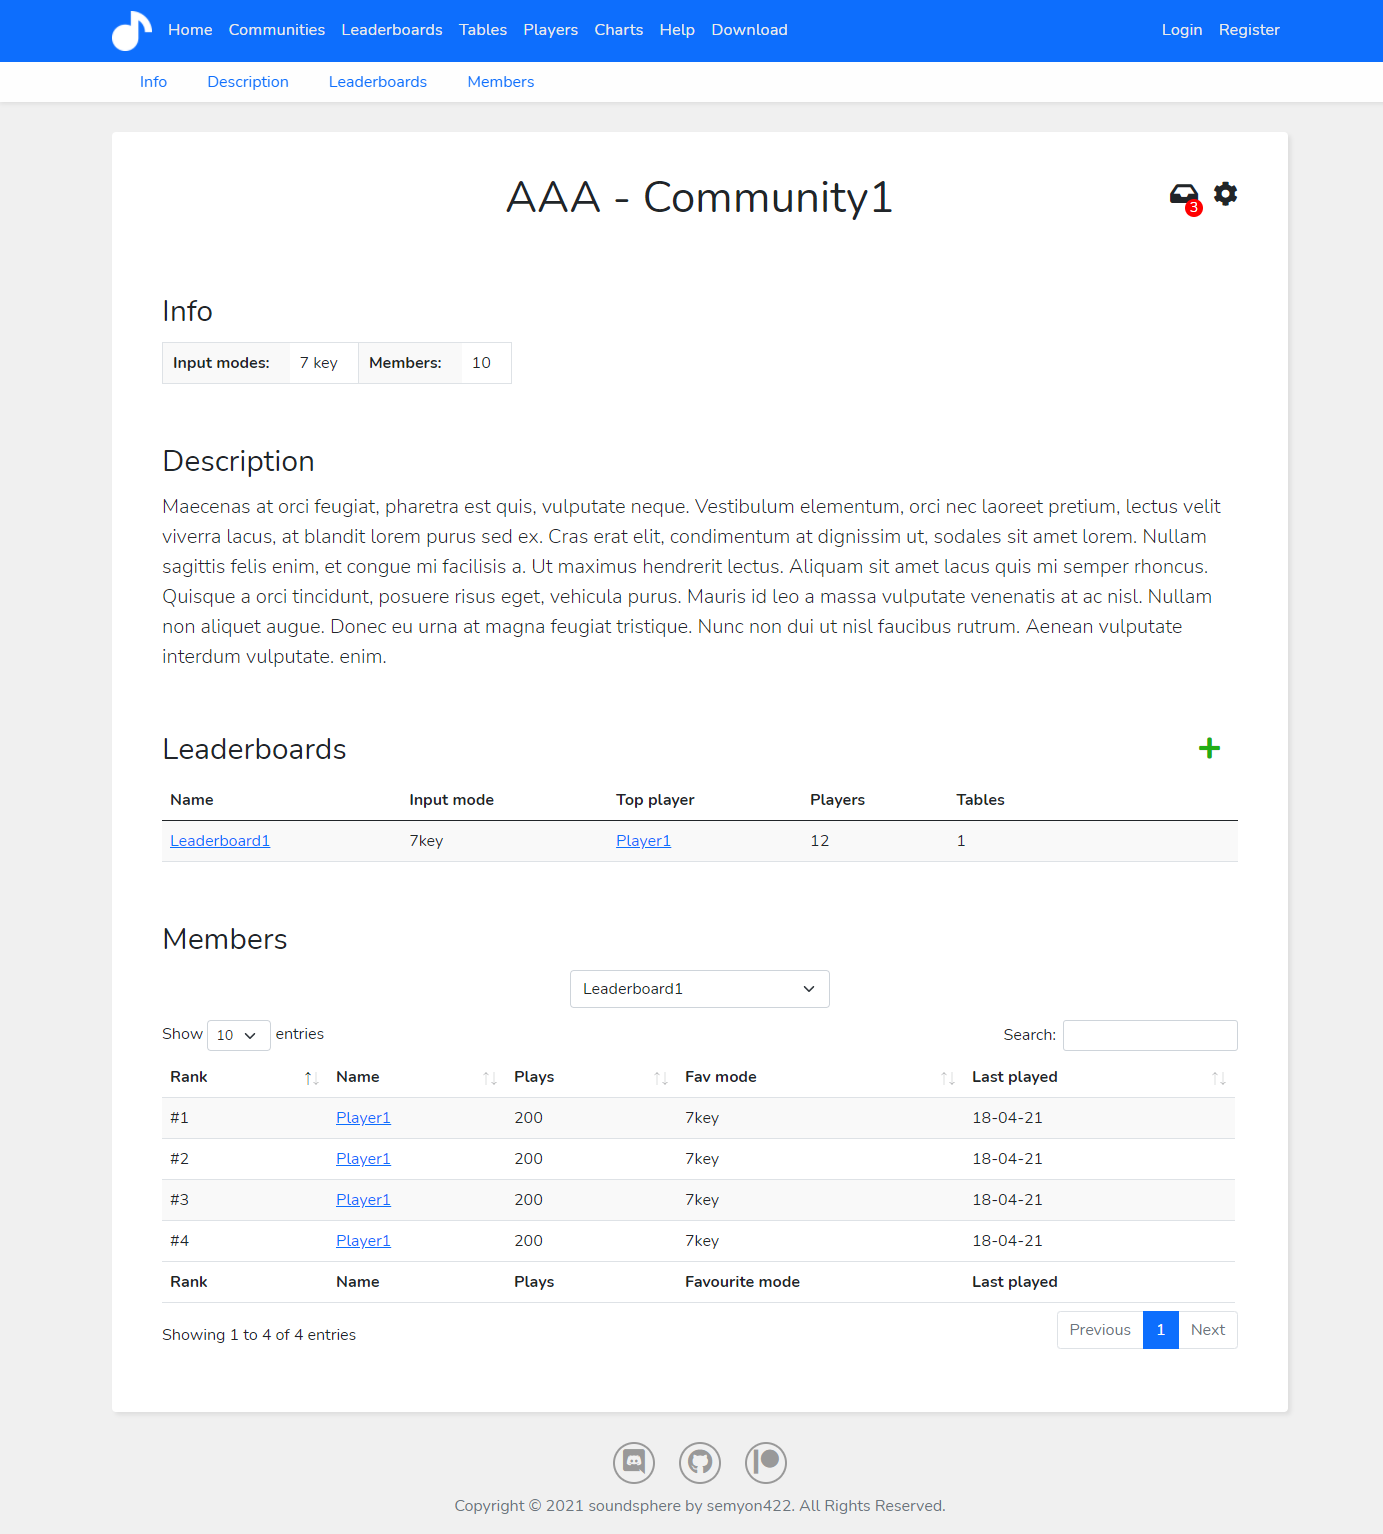 Home Communities Leaderboards Tables Players Charts Help Download Login Register
Info Description Leaderboards Members
AAA - Community1
3
Info
Input modes: 7 key Members: 10
Description
Maecenas at orci feugiat, pharetra est quis, vulputate neque. Vestibulum elementum, orci nec laoreet pretium, lectus velit
viverra lacus, at blandit lorem purus sed ex. Cras erat elit, condimentum at dignissim ut, sodales sit amet lorem. Nullam
sagittis felis enim, et congue mi facilisis a. Ut maximus hendrerit lectus. Aliquam sit amet lacus quis mi semper rhoncus.
Quisque a orci tincidunt, posuere risus eget, vehicula purus. Mauris id leo a massa vulputate venenatis at ac nisl. Nullam
non aliquet augue. Donec eu urna at magna feugiat tristique. Nunc non dui ut nisl faucibus rutrum. Aenean vulputate
interdum vulputate. enim.
Leaderboards
Name Input mode Top player Players Tables
Leaderboard1 7key Player1 12 1
Members
Leaderboard1
Show 10 entries Search:
Rank Name Plays Fav mode Last played
#1 Player1 200 7key 18-04-21
#2 Player1 200 7key 18-04-21
#3 Player1 200 7key 18-04-21
#4 Player1 200 7key 18-04-21
Rank Name Plays Favourite mode Last played
Showing 1 to 4 of 4 entries Previous 1 Next
Copyright © 2021 soundsphere by semyon422. All Rights Reserved.